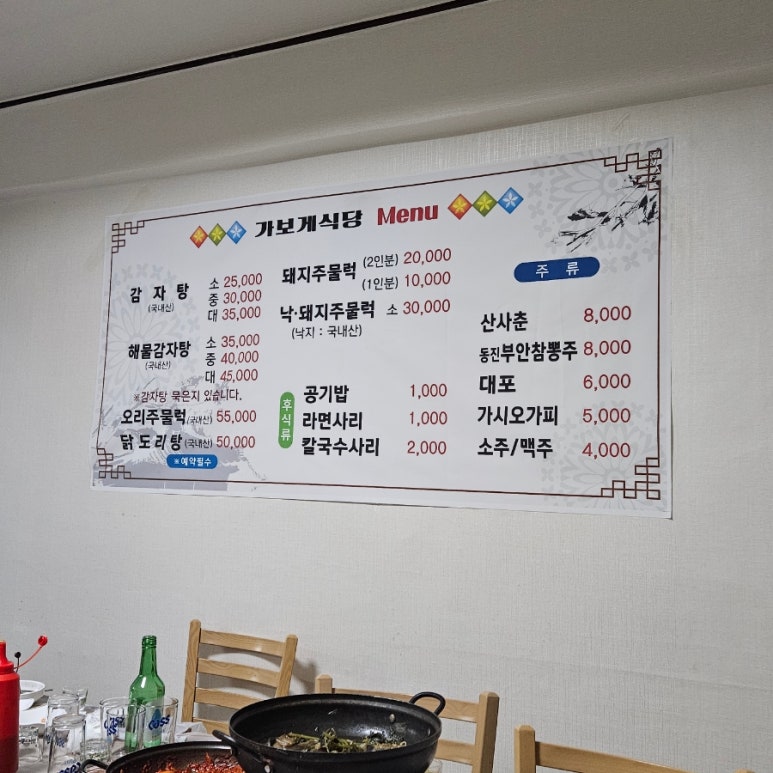 가보게식당 Menu
감 자 탕 (국내산) 소 25,000
중 30,000
대 35,000
해물감자탕 (국내산) 소 35,000
중 40,000
대 45,000
※감자탕 묵은지 있습니다.
오리주물럭 (국내산) 55,000
닭도리탕 (국내산) 50,000
※예약필수
돼지주물럭 (2인분) 20,000
(1인분) 10,000
낙·돼지주물럭 소 30,000
(낙지 : 국내산)
후식류
공기밥 1,000
라면사리 1,000
칼국수사리 2,000
주 류
산사춘 8,000
동진부안참뽕주 8,000
대포 6,000
가시오가피 5,000
소주/맥주 4,000